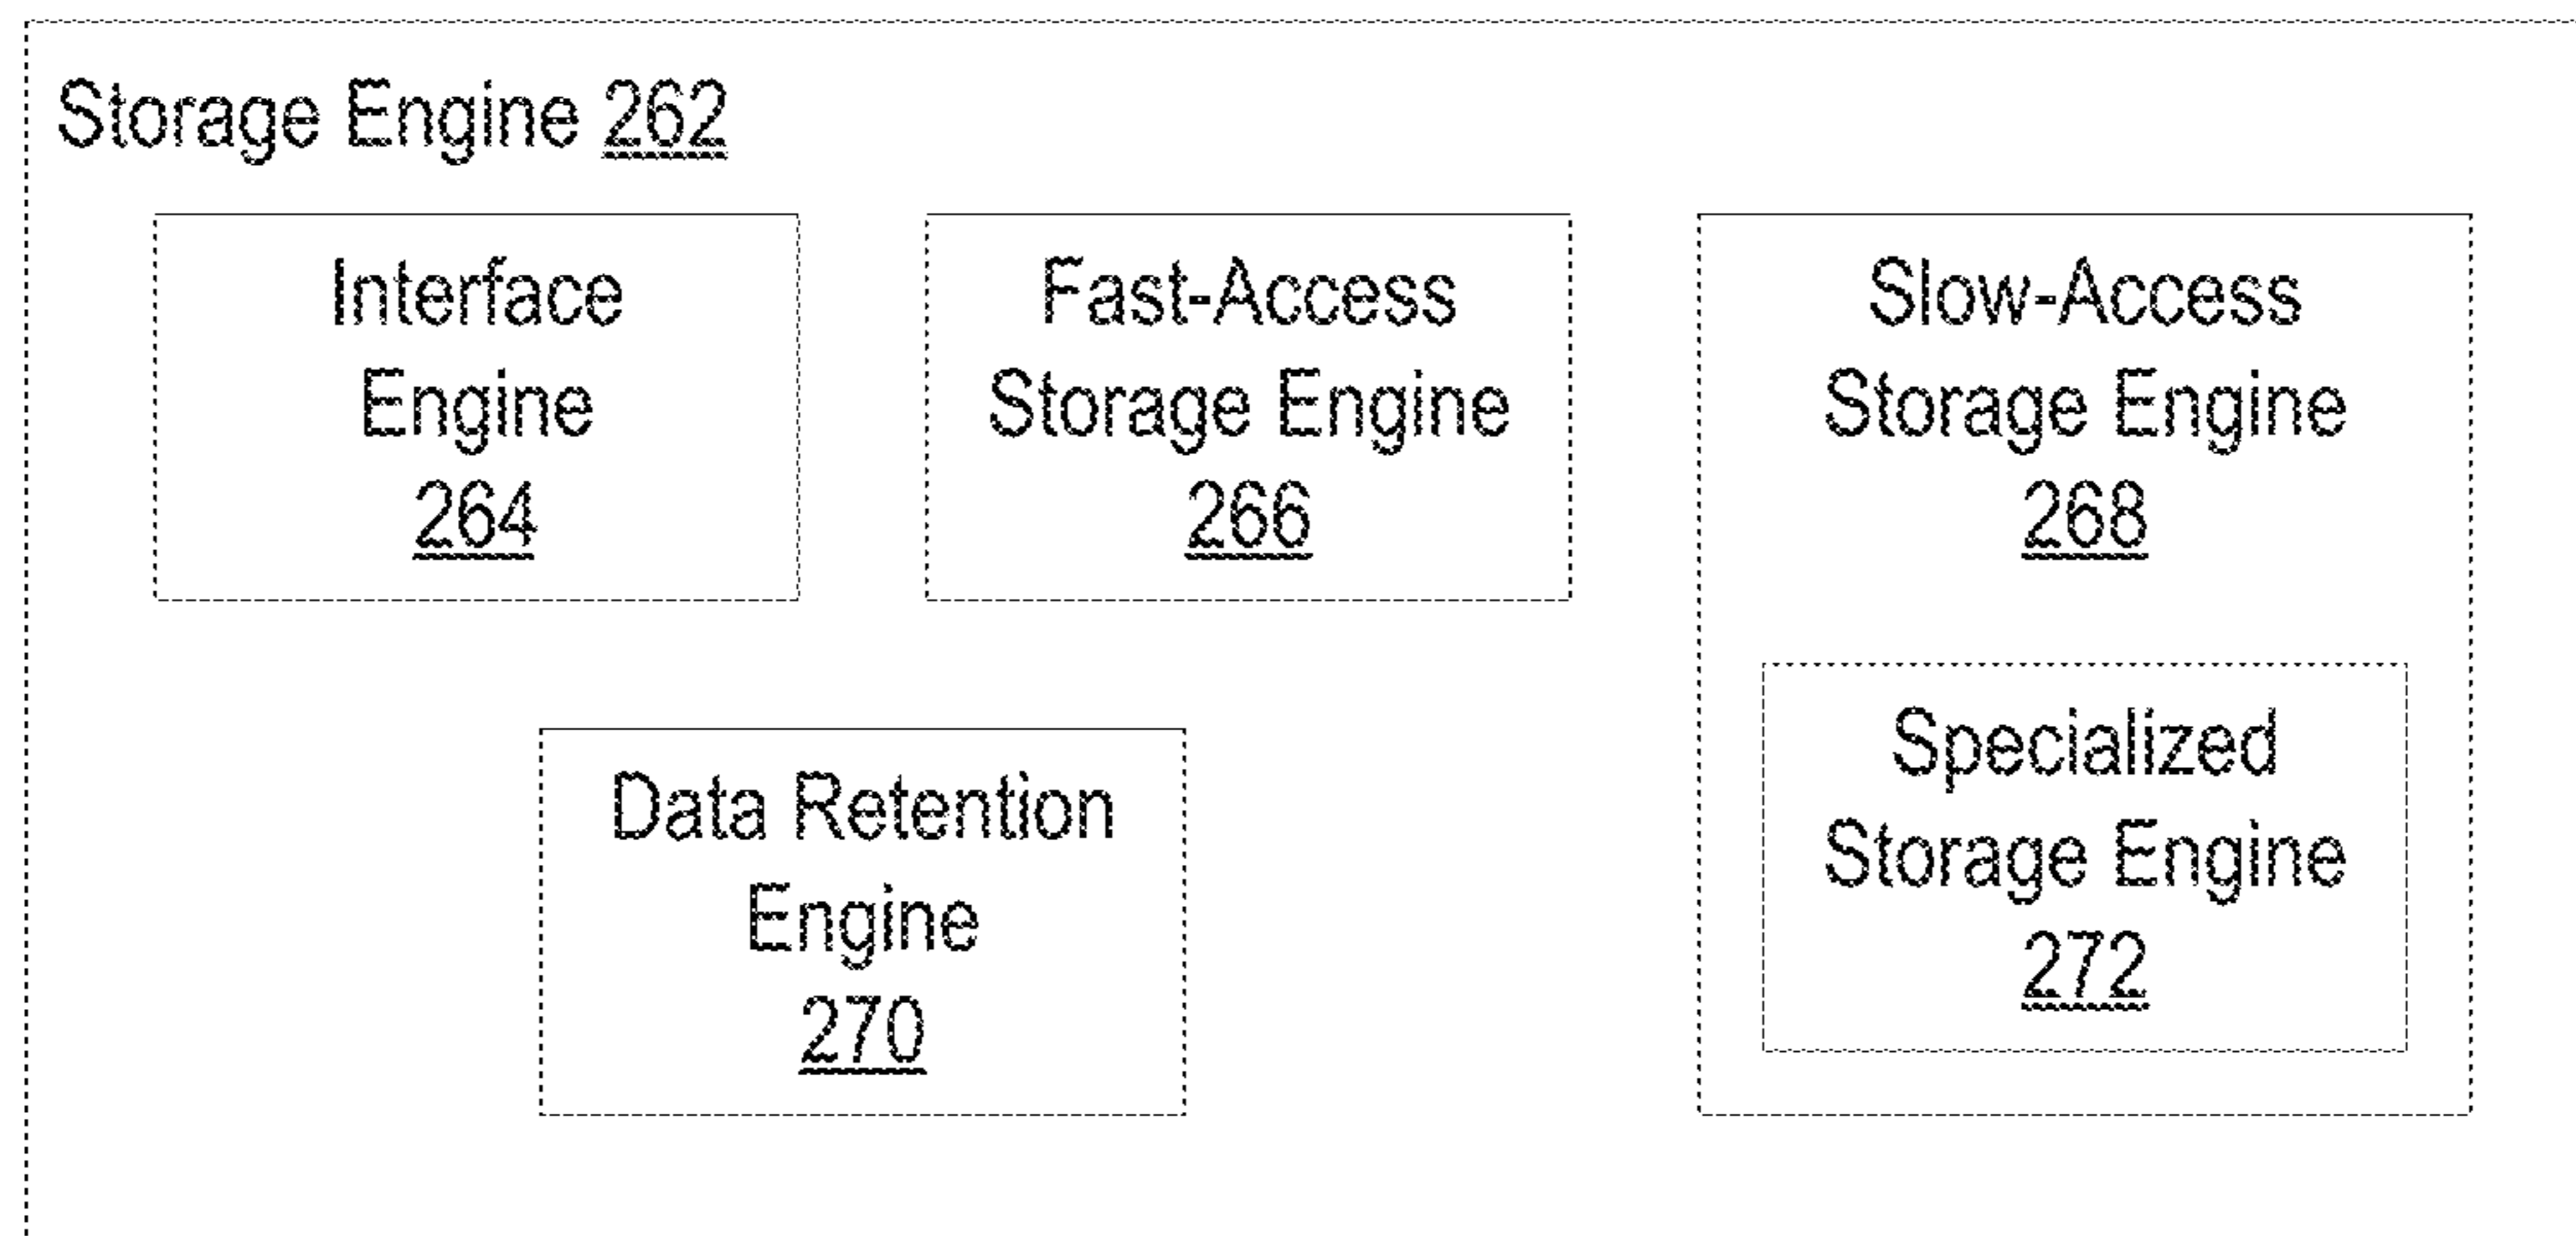 Storage Engine 262
Interface
Engine
264
Fast-Access
Storage Engine
266
Slow-Access
Storage Engine
268
Data Retention
Engine
270
Specialized
Storage Engine
272